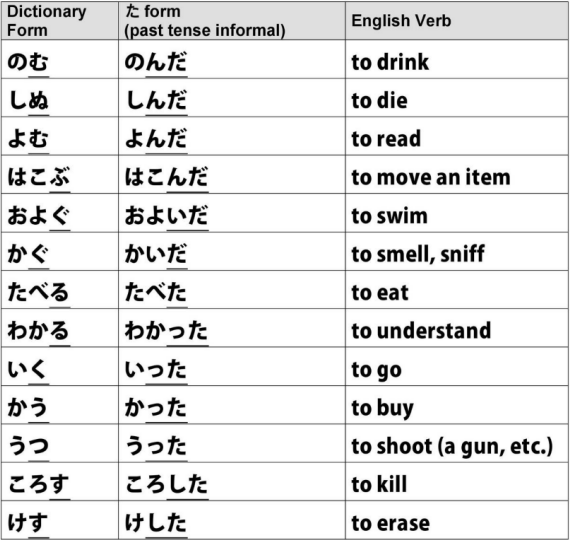 Dictionary Form た form (past tense informal) English Verb
のむ のんだ to drink
しぬ しんだ to die
よむ よんだ to read
はこぶ はこんだ to move an item
およぐ およいだ to swim
かぐ かいだ to smell, sniff
たべる たべた to eat
わかる わかった to understand
いく いった to go
かう かった to buy
うつ うった to shoot (a gun, etc.)
ころす ころした to kill
けす けした to erase